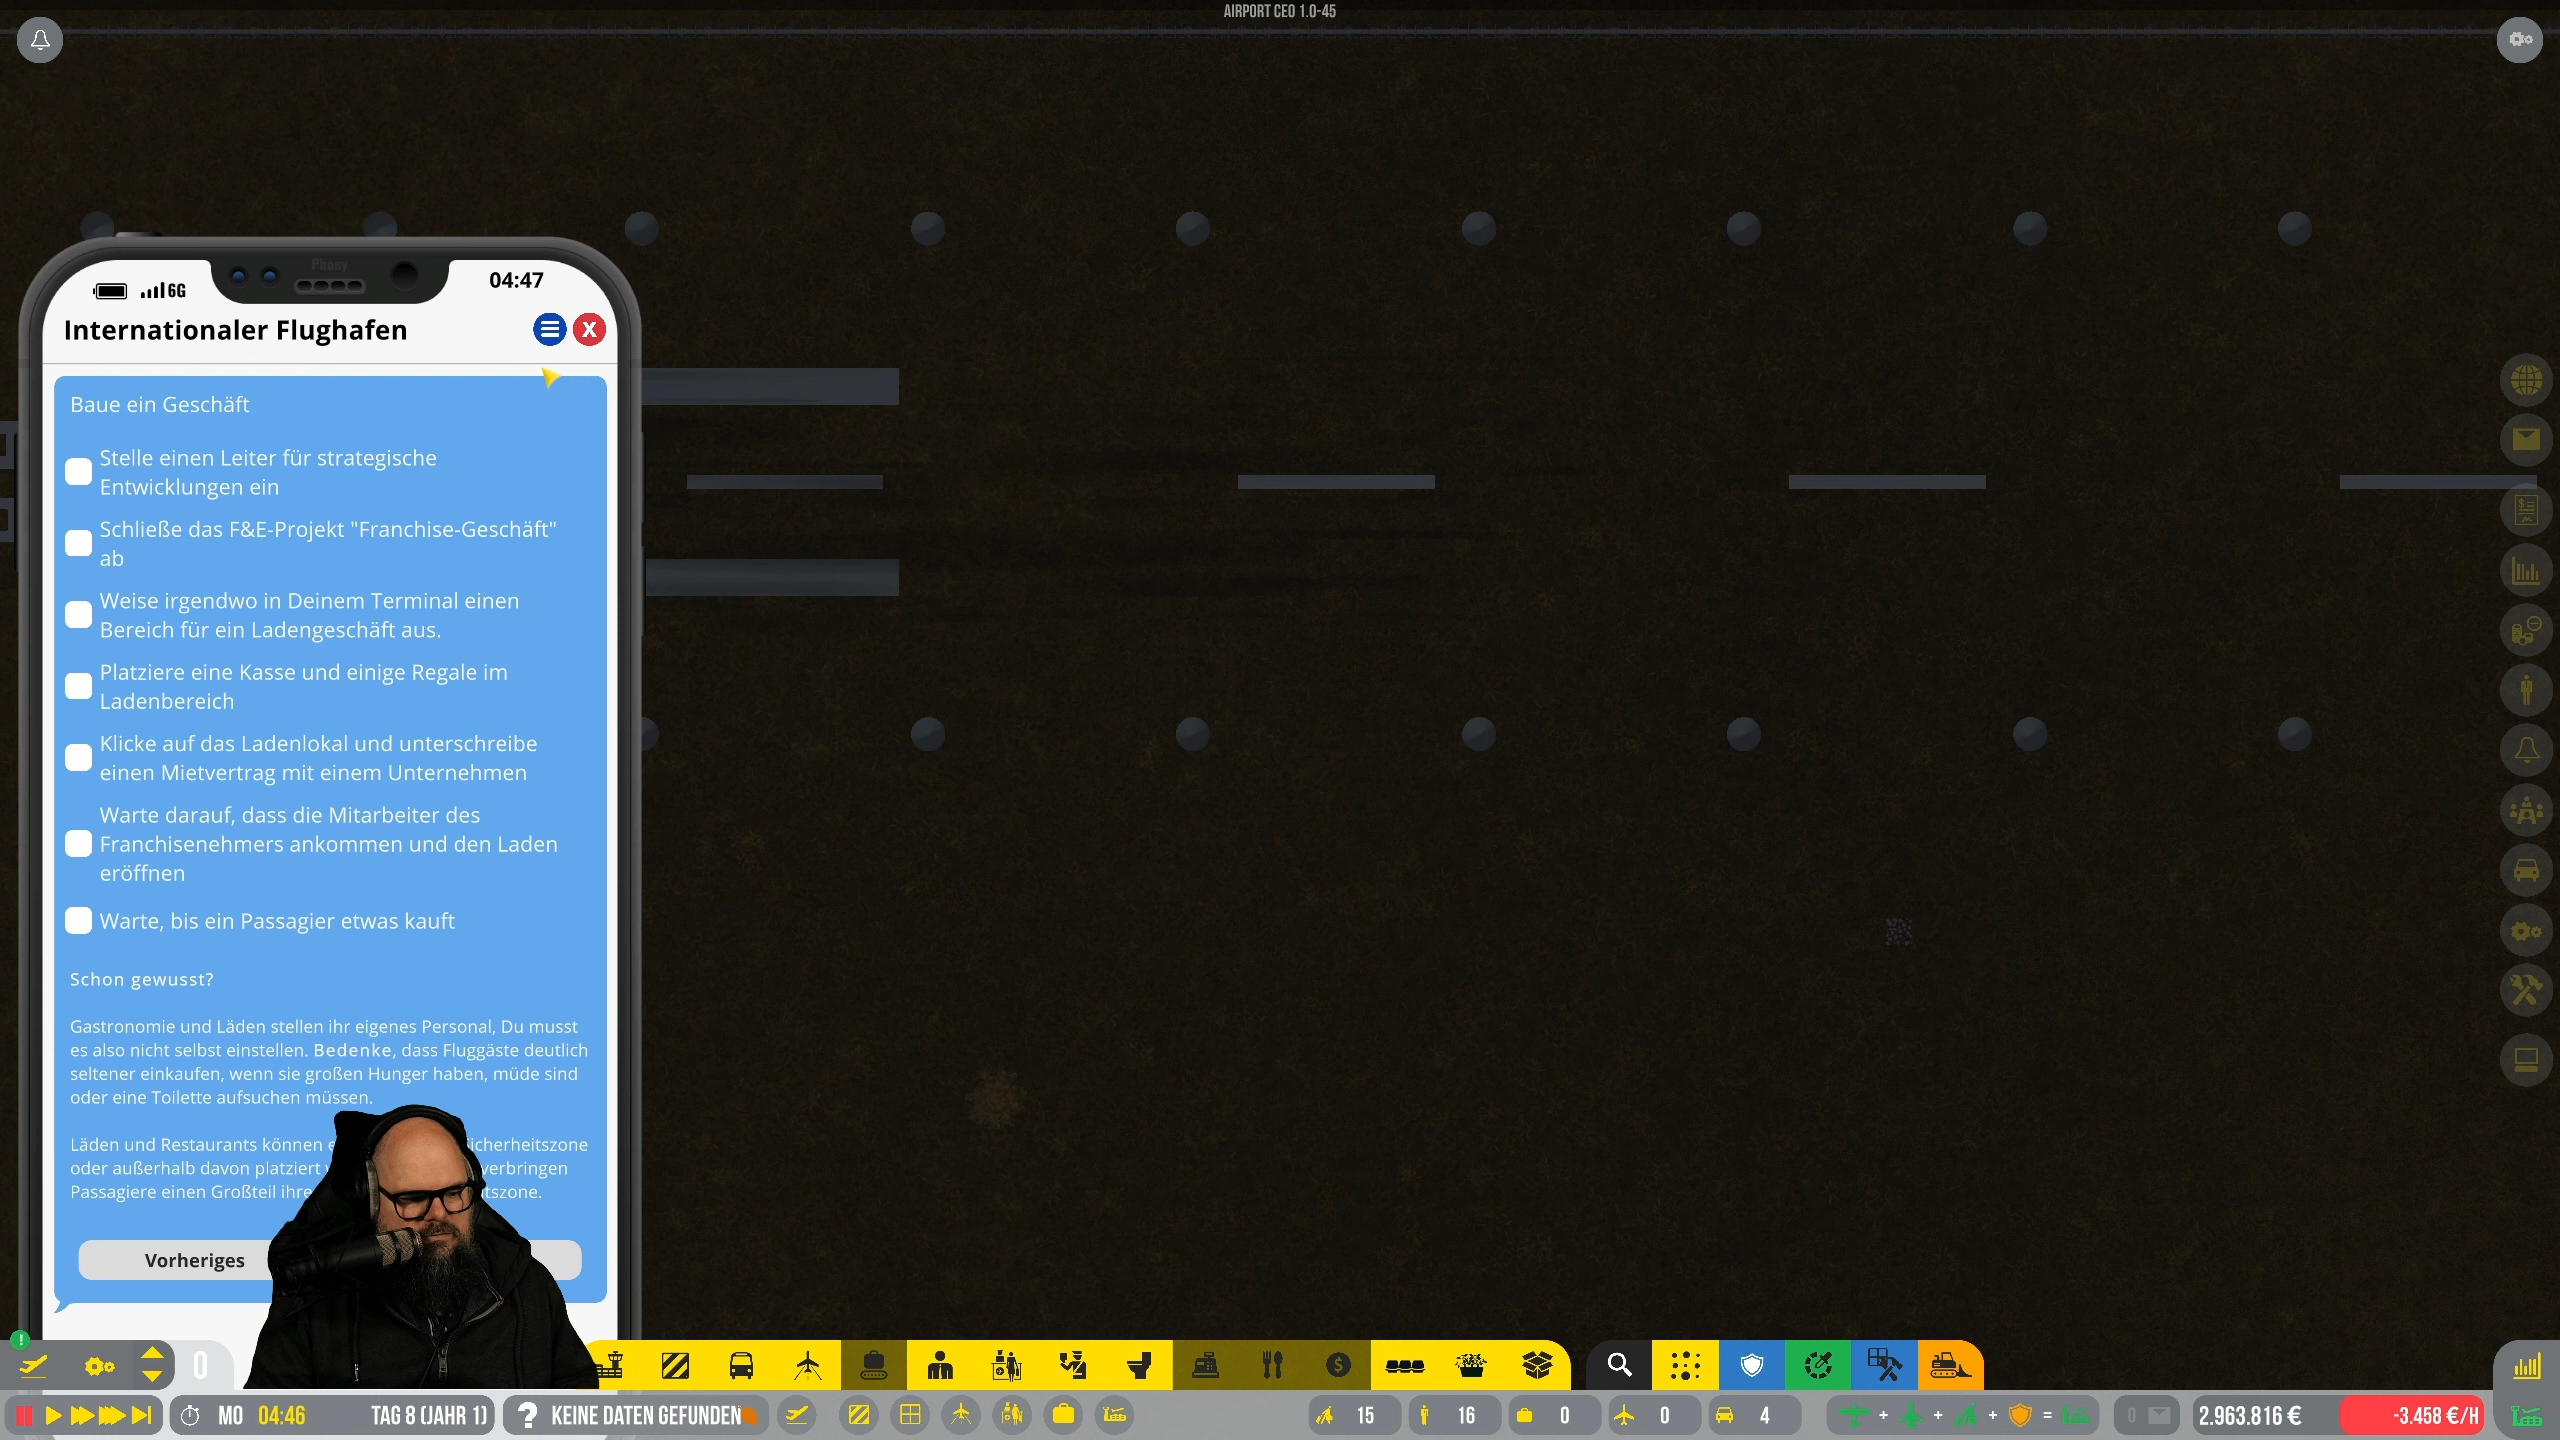 AIRPORT CEO 1.0-45
Phony
6G
04:47
Internationaler Flughafen
Baue ein Geschäft
Stelle einen Leiter für strategische
Entwicklungen ein
Schließe das F&E-Projekt "Franchise-Geschäft"
ab
Weise irgendwo in Deinem Terminal einen
Bereich für ein Ladengeschäft aus.
Platziere eine Kasse und einige Regale im
Ladenbereich
Klicke auf das Ladenlokal und unterschreibe
einen Mietvertrag mit einem Unternehmen
Warte darauf, dass die Mitarbeiter des
Franchisenehmers ankommen und den Laden
eröffnen
Warte, bis ein Passagier etwas kauft
Schon gewusst?
Gastronomie und Läden stellen ihr eigenes Personal, Du musst
es also nicht selbst einstellen. Bedenke, dass Fluggäste deutlich
seltener einkaufen, wenn sie großen Hunger haben, müde sind
oder eine Toilette aufsuchen müssen.
Läden und Restaurants können
oder außerhalb davon platziert verbringen
Passagiere einen Großteil
Vorheriges
0
MO 04:46 TAG 8 (JAHR 1) ? KEINE DATEN GEFUNDEN 15 16 0 0 4 + + + = 0 2.963.816 € -3.458 €/H